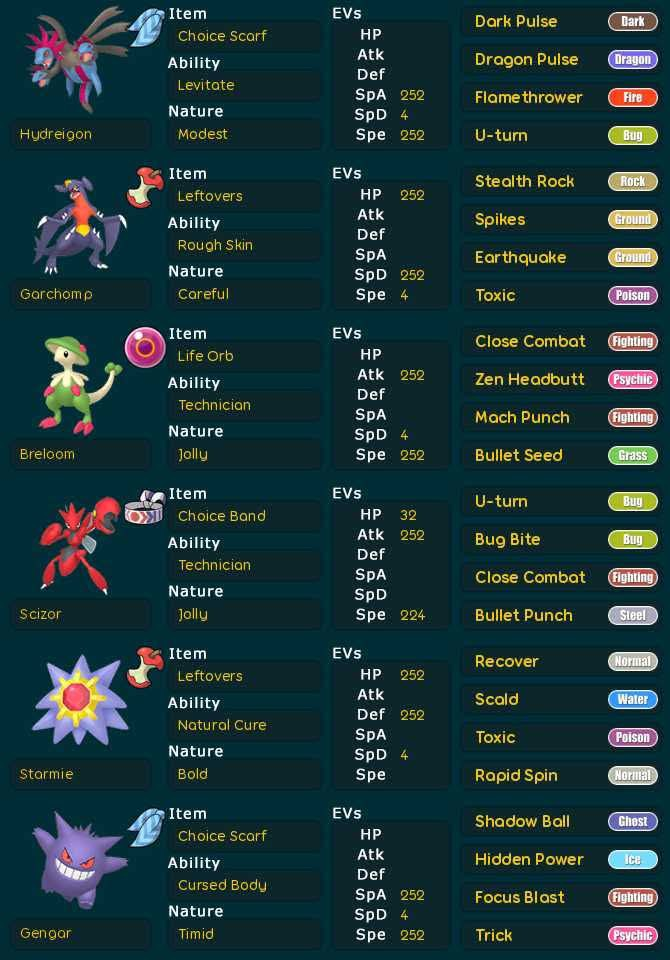 Item
Choice Scarf
Ability
Levitate
Nature
Modest
Hydreigon
EVs
HP
Atk
Def
SpA 252
SpD 4
Spe 252
Dark Pulse Dark
Dragon Pulse Dragon
Flamethrower Fire
U-turn Bug
Item
Leftovers
Ability
Rough Skin
Nature
Careful
Garchomp
EVs
HP 252
Atk
Def
SpA
SpD 252
Spe 4
Stealth Rock Rock
Spikes Ground
Earthquake Ground
Toxic Poison
Item
Life Orb
Ability
Technician
Nature
Jolly
Breloom
EVs
HP
Atk 252
Def
SpA
SpD 4
Spe 252
Close Combat Fighting
Zen Headbutt Psychic
Mach Punch Fighting
Bullet Seed Grass
Item
Choice Band
Ability
Technician
Nature
Jolly
Scizor
EVs
HP 32
Atk 252
Def
SpA
SpD
Spe 224
U-turn Bug
Bug Bite Bug
Close Combat Fighting
Bullet Punch Steel
Item
Leftovers
Ability
Natural Cure
Nature
Bold
Starmie
EVs
HP 252
Atk
Def 252
SpA
SpD 4
Spe
Recover Normal
Scald Water
Toxic Poison
Rapid Spin Normal
Item
Choice Scarf
Ability
Cursed Body
Nature
Timid
Gengar
EVs
HP
Atk
Def
SpA 252
SpD 4
Spe 252
Shadow Ball Ghost
Hidden Power Ice
Focus Blast Fighting
Trick Psychic